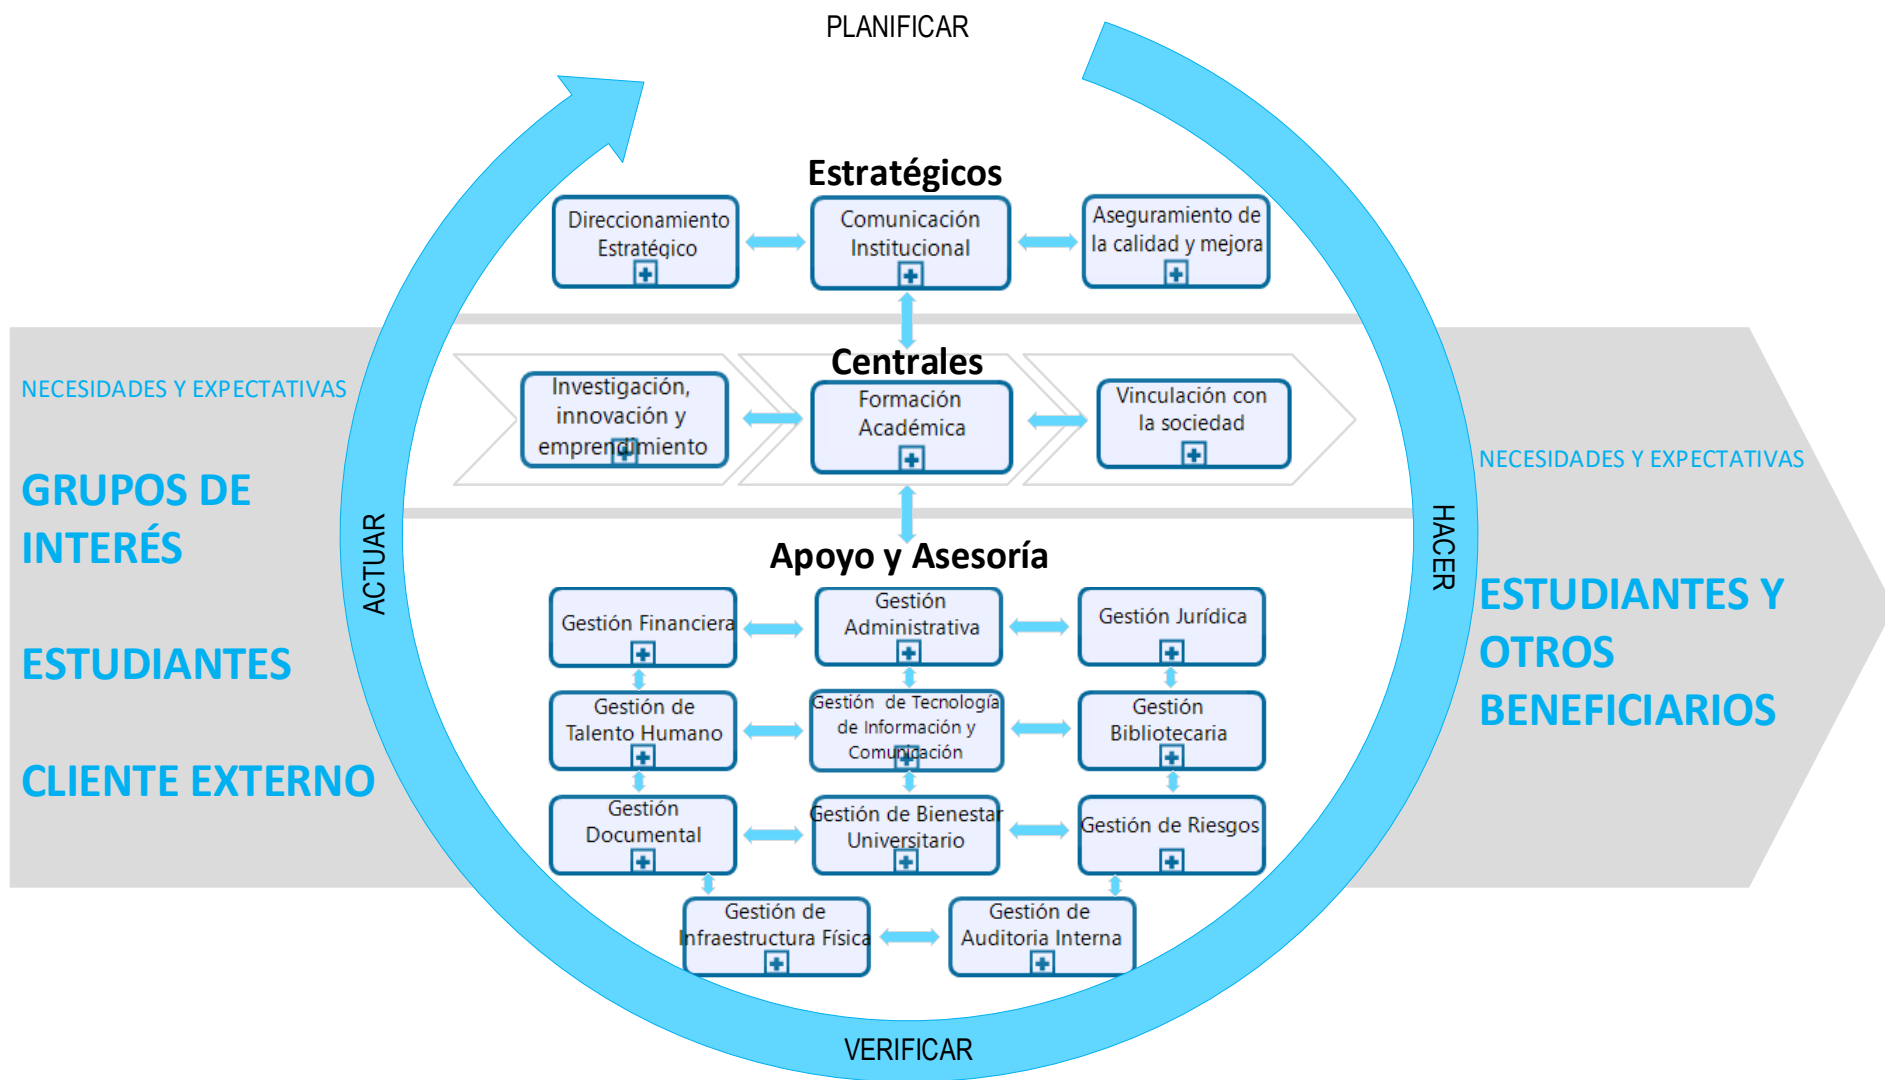 PLANIFICAR
Estratégicos
Direccionamiento
Estratégico
Comunicación
Institucional
Aseguramiento de
la calidad y mejora
Centrales
Investigación,
innovación y
emprendimiento
Formación
Académica
Vinculación con
la sociedad
NECESIDADES Y EXPECTATIVAS
GRUPOS DE
INTERÉS
ESTUDIANTES
CLIENTE EXTERNO
ACTUAR
Apoyo y Asesoría
Gestión Financiera
Gestión
Administrativa
Gestión Jurídica
Gestión de
Talento Humano
Gestión  de Tecnología
de Información y
Comunicación
Gestión
Bibliotecaria
Gestión
Documental
Gestión de Bienestar
Universitario
Gestión de Riesgos
Gestión de
Infraestructura Física
Gestión de
Auditoria Interna
HACER
NECESIDADES Y EXPECTATIVAS
ESTUDIANTES Y
OTROS
BENEFICIARIOS
VERIFICAR